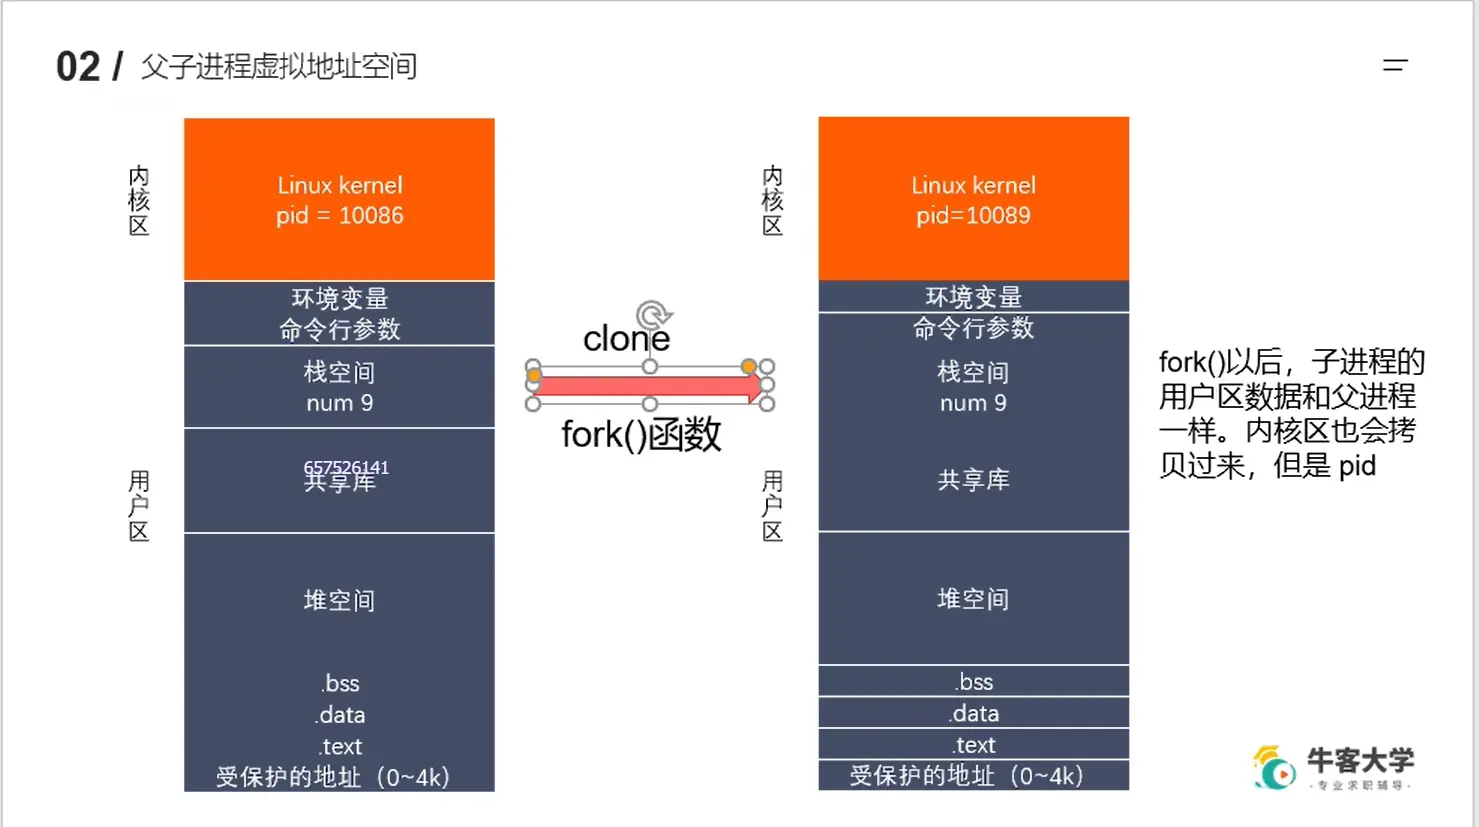 02 / 父子进程虚拟地址空间
内核区
Linux kernel
pid = 10086
环境变量
命令行参数
栈空间
num 9
用户区
657526141
共享库
堆空间
.bss
.data
.text
受保护的地址（0~4k）
clone
fork()函数
内核区
Linux kernel
pid=10089
环境变量
命令行参数
栈空间
num 9
用户区
共享库
堆空间
.bss
.data
.text
受保护的地址（0~4k）
fork()以后，子进程的
用户区数据和父进程
一样。内核区也会拷
贝过来，但是 pid
牛客大学
·专业求职辅导·